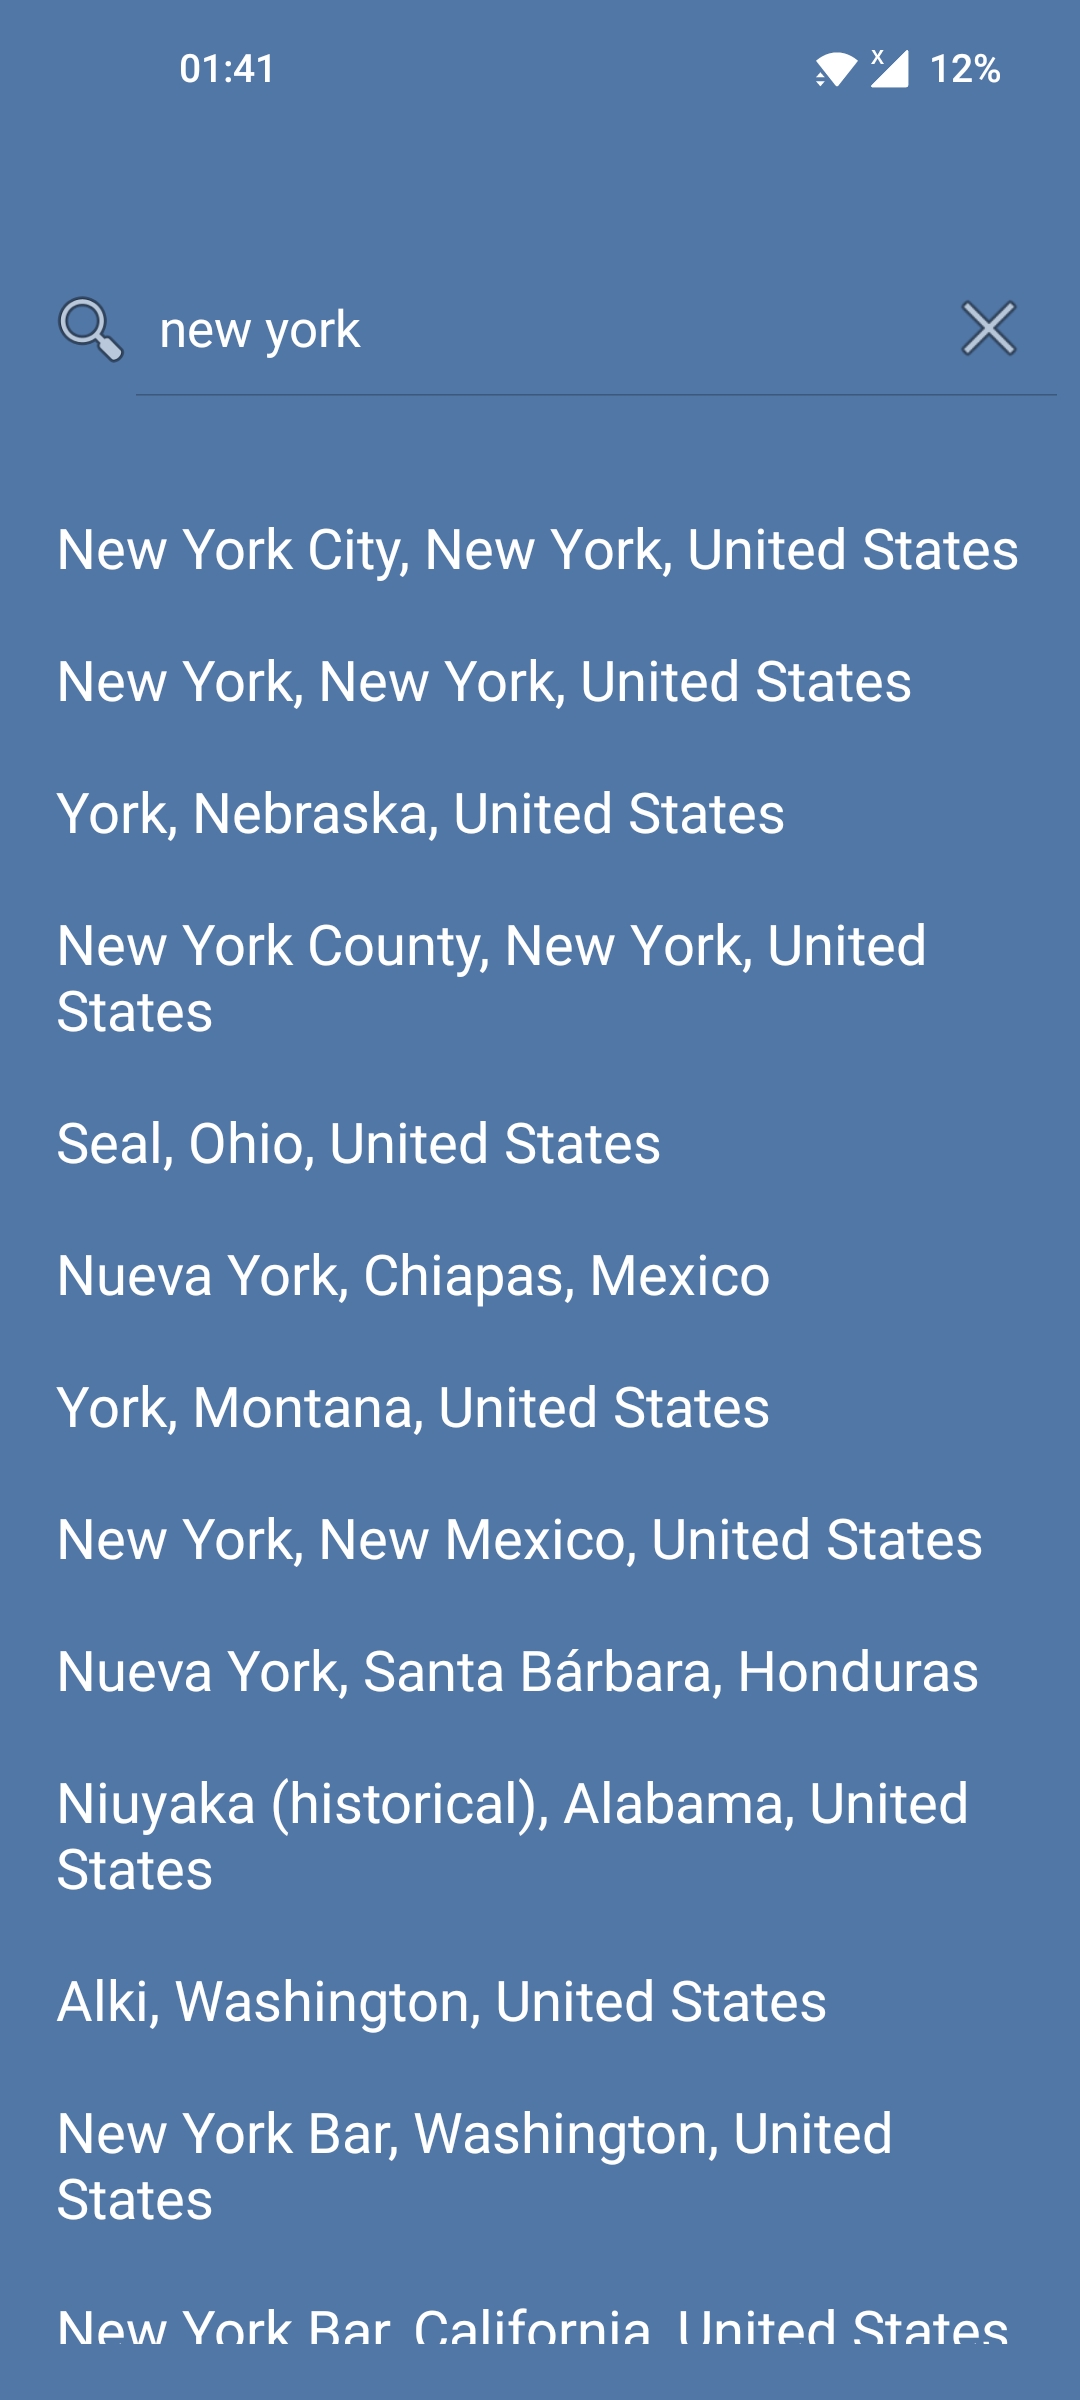 01:41
x
12%
new york
New York City, New York, United States
New York, New York, United States
York, Nebraska, United States
New York County, New York, United
States
Seal, Ohio, United States
Nueva York, Chiapas, Mexico
York, Montana, United States
New York, New Mexico, United States
Nueva York, Santa Bárbara, Honduras
Niuyaka (historical), Alabama, United
States
Alki, Washington, United States
New York Bar, Washington, United
States
New York Bar, California, United States